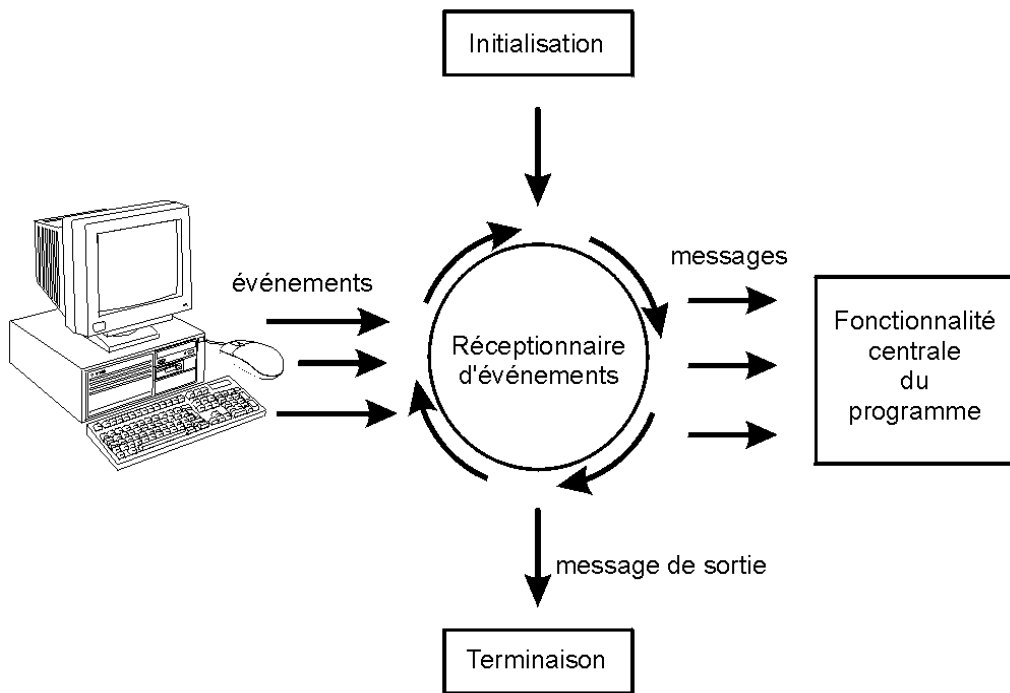 Initialisation
événements
messages
Réceptionnaire
d'événements
Fonctionnalité
centrale
du
programme
message de sortie
Terminaison